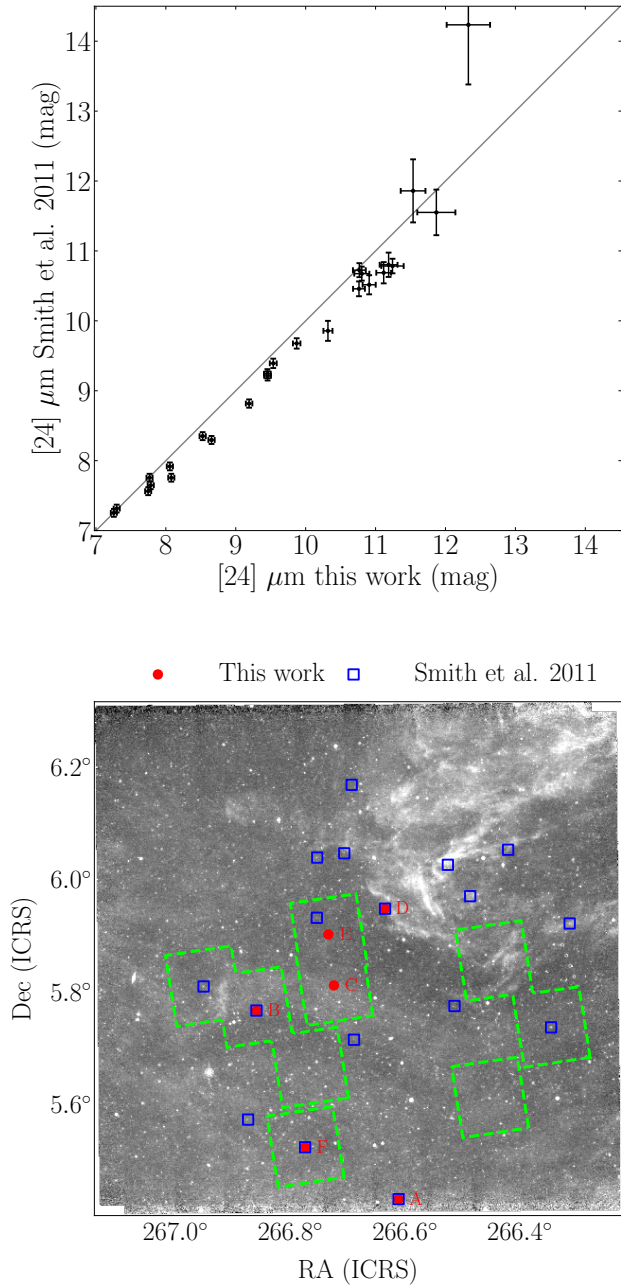 14
13
12
11
10
9
8
7
[24] μm Smith et al. 2011 (mag)
7 8 9 10 11 12 13 14
[24] μm this work (mag)
This work Smith et al. 2011
6.2°
6.0°
5.8°
5.6°
Dec (ICRS)
D
E
C
B
F
A
267.0° 266.8° 266.6° 266.4°
RA (ICRS)